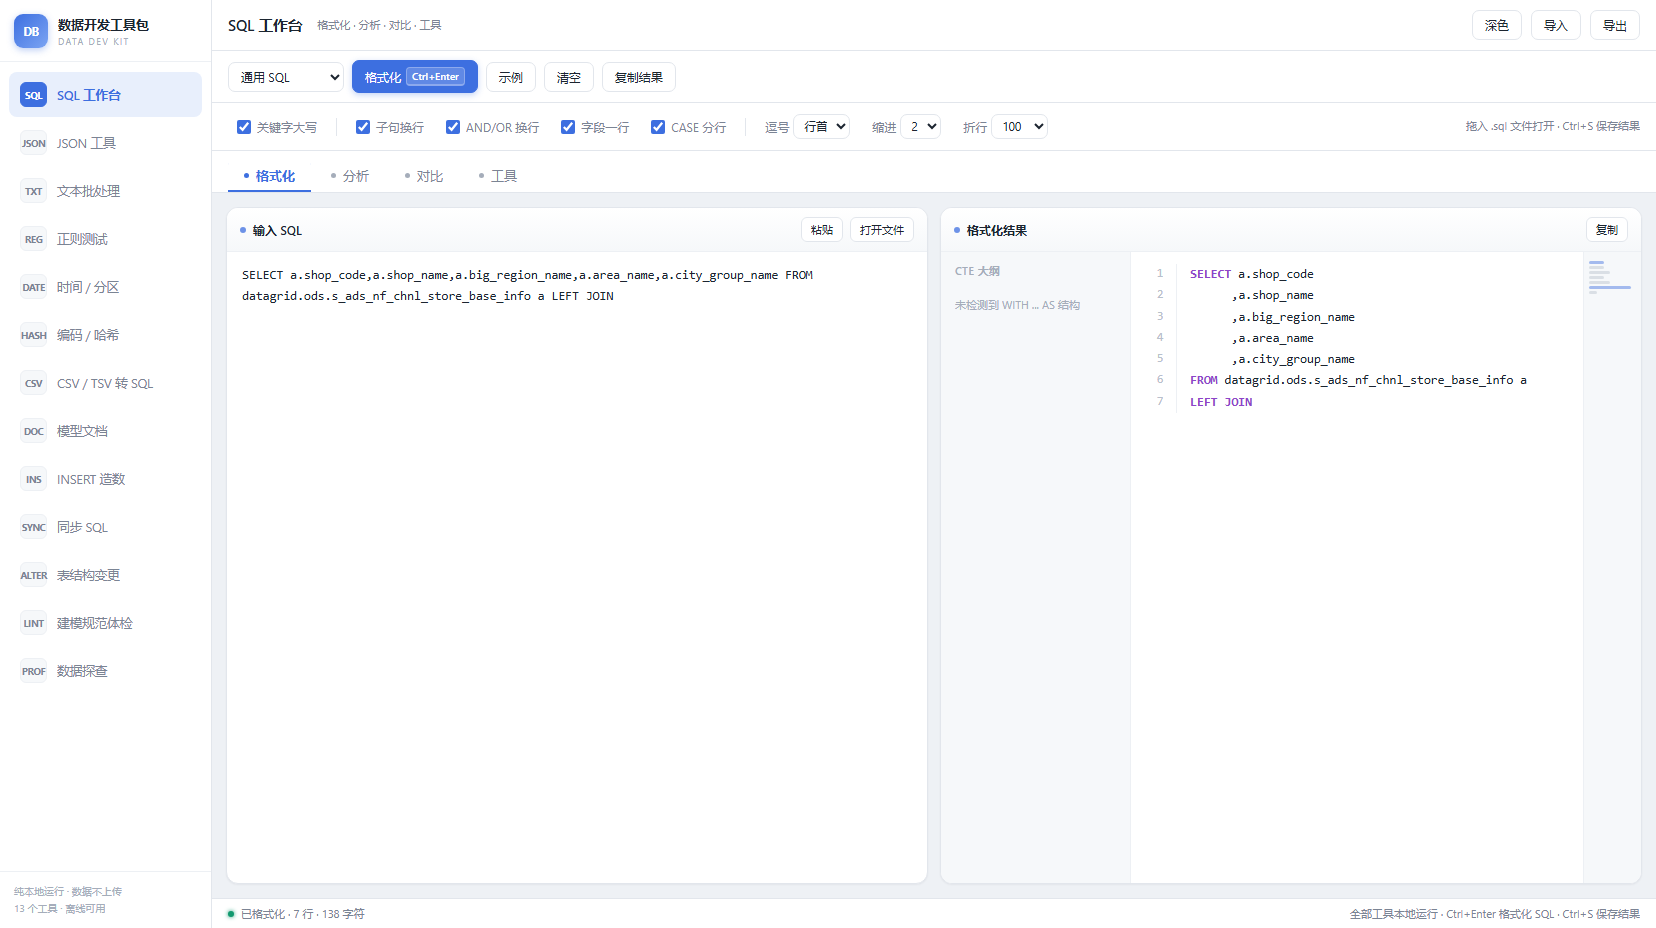 DB
数据开发工具包
DATA DEV KIT
SQL SQL 工作台
JSON JSON 工具
TXT 文本批处理
REG 正则测试
DATE 时间 / 分区
HASH 编码 / 哈希
CSV CSV / TSV 转 SQL
DOC 模型文档
INS INSERT 造数
SYNC 同步 SQL
ALTER 表结构变更
LINT 建模规范体检
PROF 数据探查
纯本地运行 · 数据不上传
13 个工具 · 离线可用
SQL 工作台 格式化 · 分析 · 对比 · 工具 深色 导入 导出
通用 SQL 格式化 Ctrl+Enter 示例 清空 复制结果
关键字大写 子句换行 AND/OR 换行 字段一行 CASE 分行 逗号 行首 缩进 2 折行 100 拖入 .sql 文件打开 · Ctrl+S 保存结果
格式化 分析 对比 工具
输入 SQL 粘贴 打开文件
SELECT a.shop_code,a.shop_name,a.big_region_name,a.area_name,a.city_group_name FROM
datagrid.ods.s_ads_nf_chnl_store_base_info a LEFT JOIN
格式化结果 复制
CTE 大纲
未检测到 WITH ... AS 结构
1 SELECT a.shop_code
2 ,a.shop_name
3 ,a.big_region_name
4 ,a.area_name
5 ,a.city_group_name
6 FROM datagrid.ods.s_ads_nf_chnl_store_base_info a
7 LEFT JOIN
已格式化 · 7 行 · 138 字符 全部工具本地运行 · Ctrl+Enter 格式化 SQL · Ctrl+S 保存结果